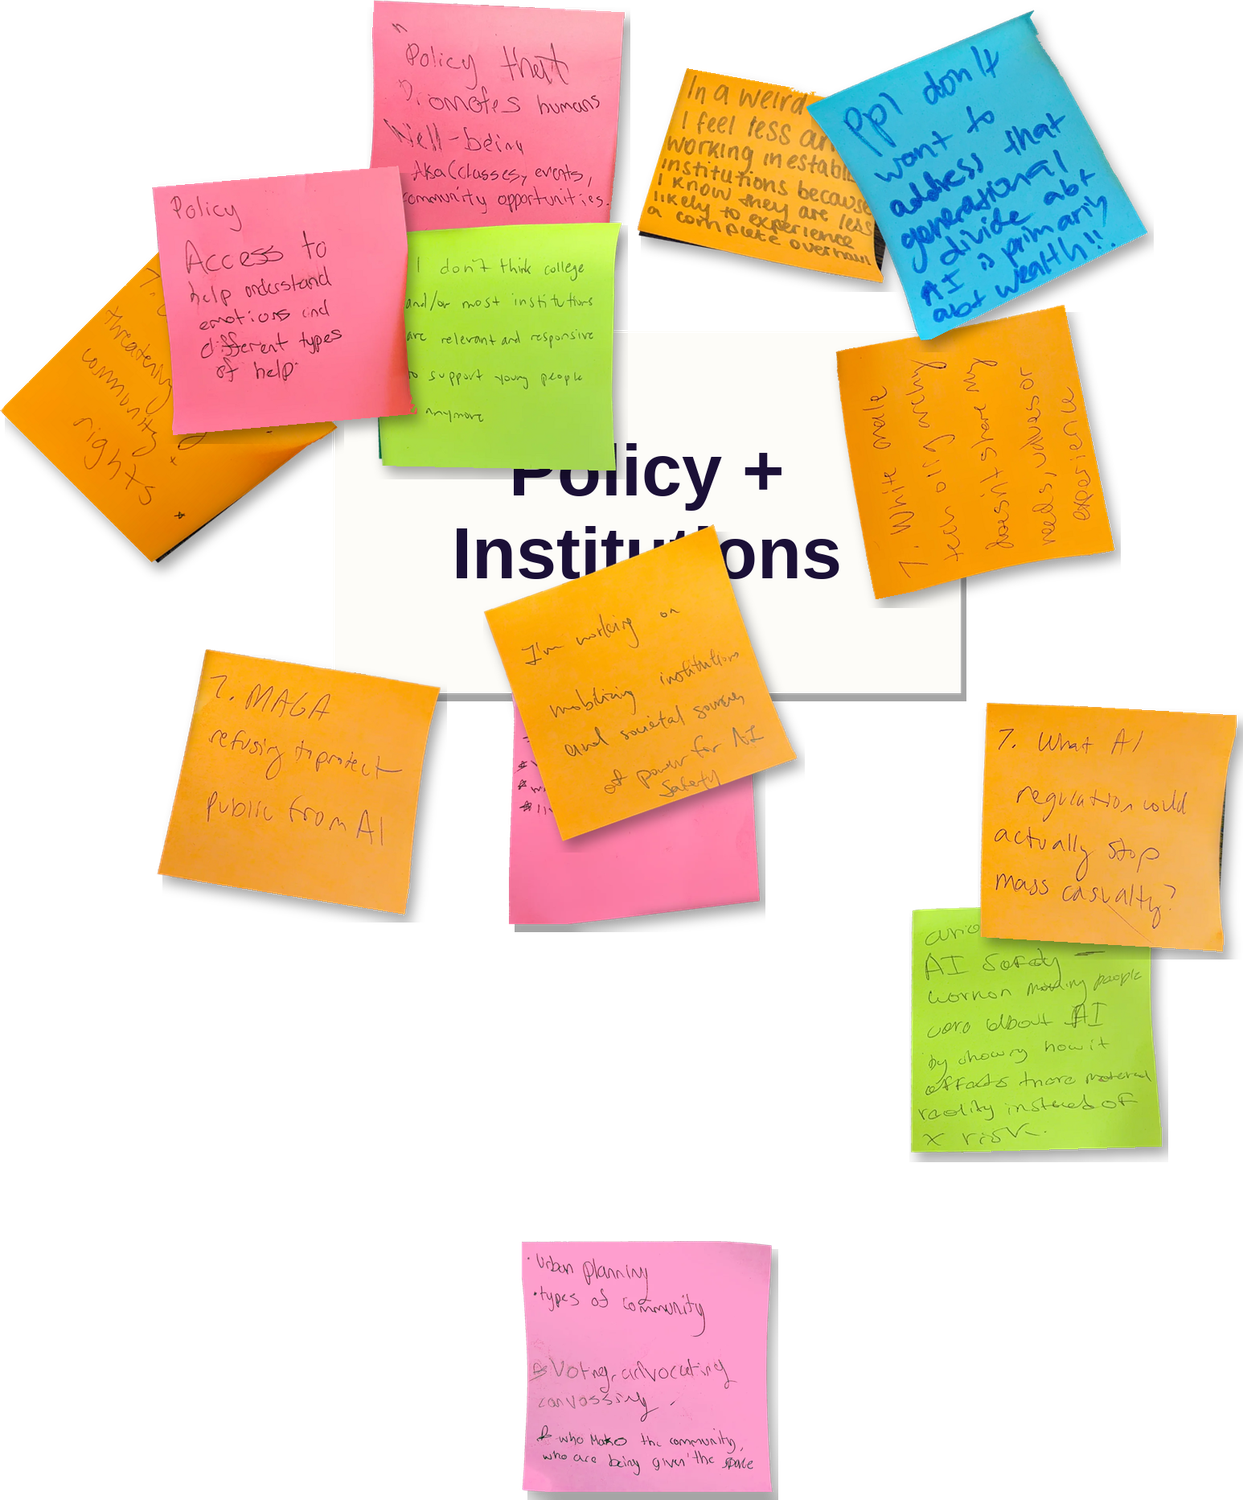 "Policy that
Promotes humans
Well-being
Aka (classes, events,
community opportunities.
In a weird
I feel less an
working in estable
institutions because
I know they are less
likely to experience
a complete overhaul
Ppl don't
want to
address that
generational
divide abt
AI is primarily
abt wealth!!
Policy
Access to
help understand
emotions and
different types
of help.
threatening
community
rights
I don't think college
and/or most institutions
are relevant and responsive
to support young people
anymore
7. White male
tech oligarchy
doesn't share my
needs, values or
experience
Policy +
Institutions
I'm working on
mobilizing institutions
and societal sources
of power for AI
Safety
7. MAGA
refusing to protect
public from AI
7. What AI
regulation could
actually stop
mass casualty?
AI Safety -
work on making people
care about AI
by showing how it
effects there material
reality instead of
x risk.
• urban planning
• types of community
Voting, advocating
canvassing
who make the community,
who are being given the space